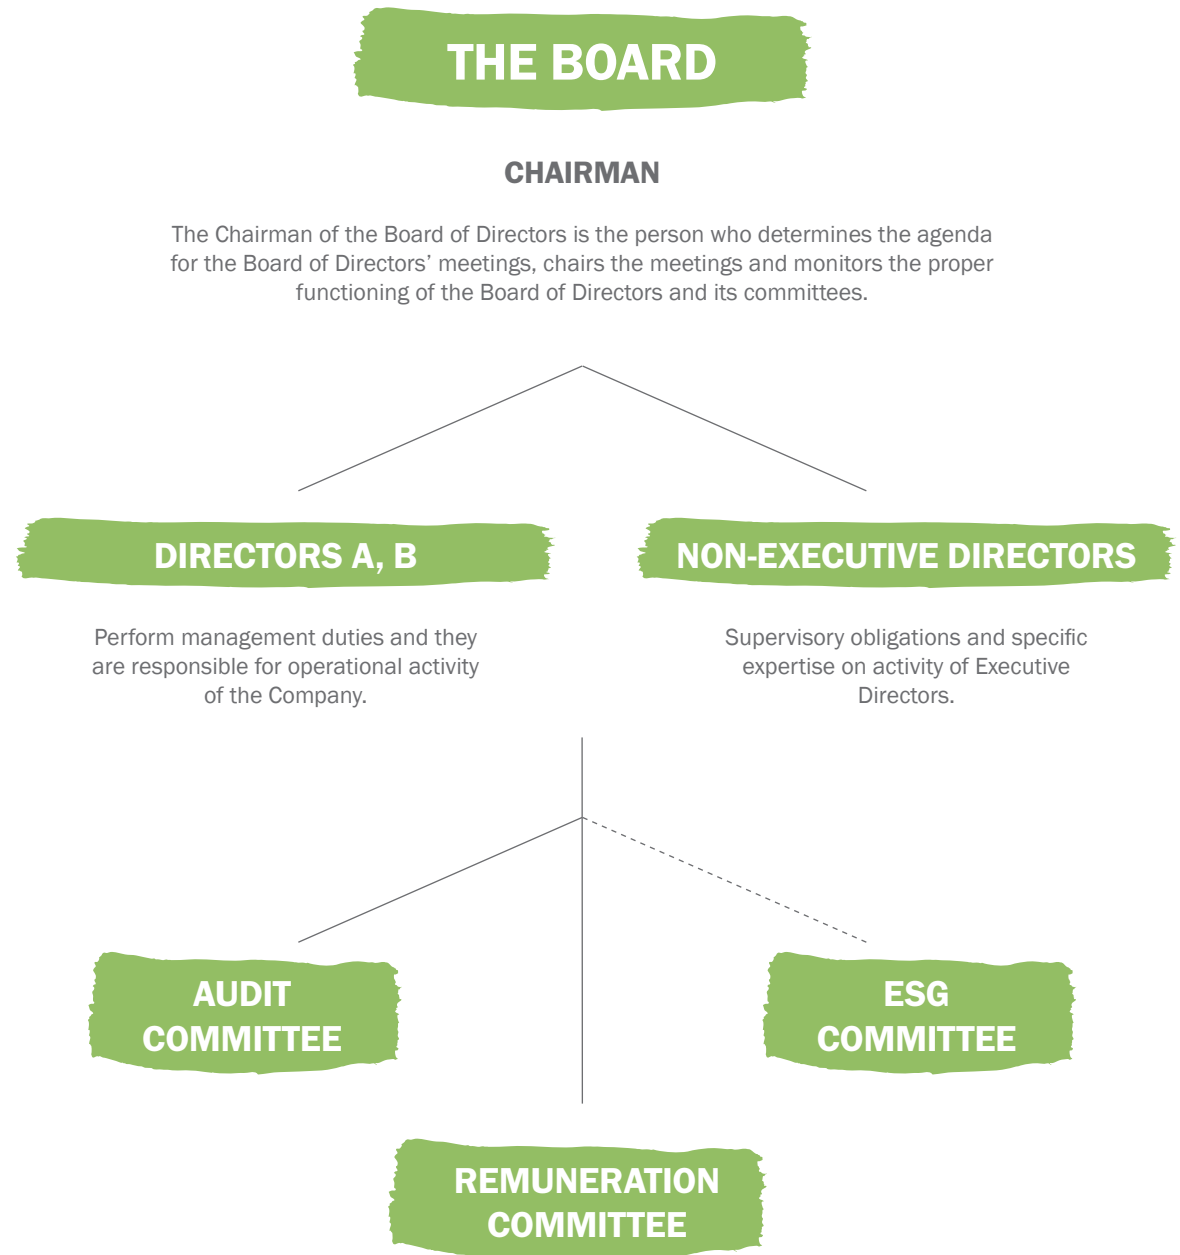 THE BOARD
CHAIRMAN
The Chairman of the Board of Directors is the person who determines the agenda
for the Board of Directors’ meetings, chairs the meetings and monitors the proper
functioning of the Board of Directors and its committees.
DIRECTORS A, B
Perform management duties and they
are responsible for operational activity
of the Company.
NON-EXECUTIVE DIRECTORS
Supervisory obligations and specific
expertise on activity of Executive
Directors.
AUDIT
COMMITTEE
ESG
COMMITTEE
REMUNERATION
COMMITTEE